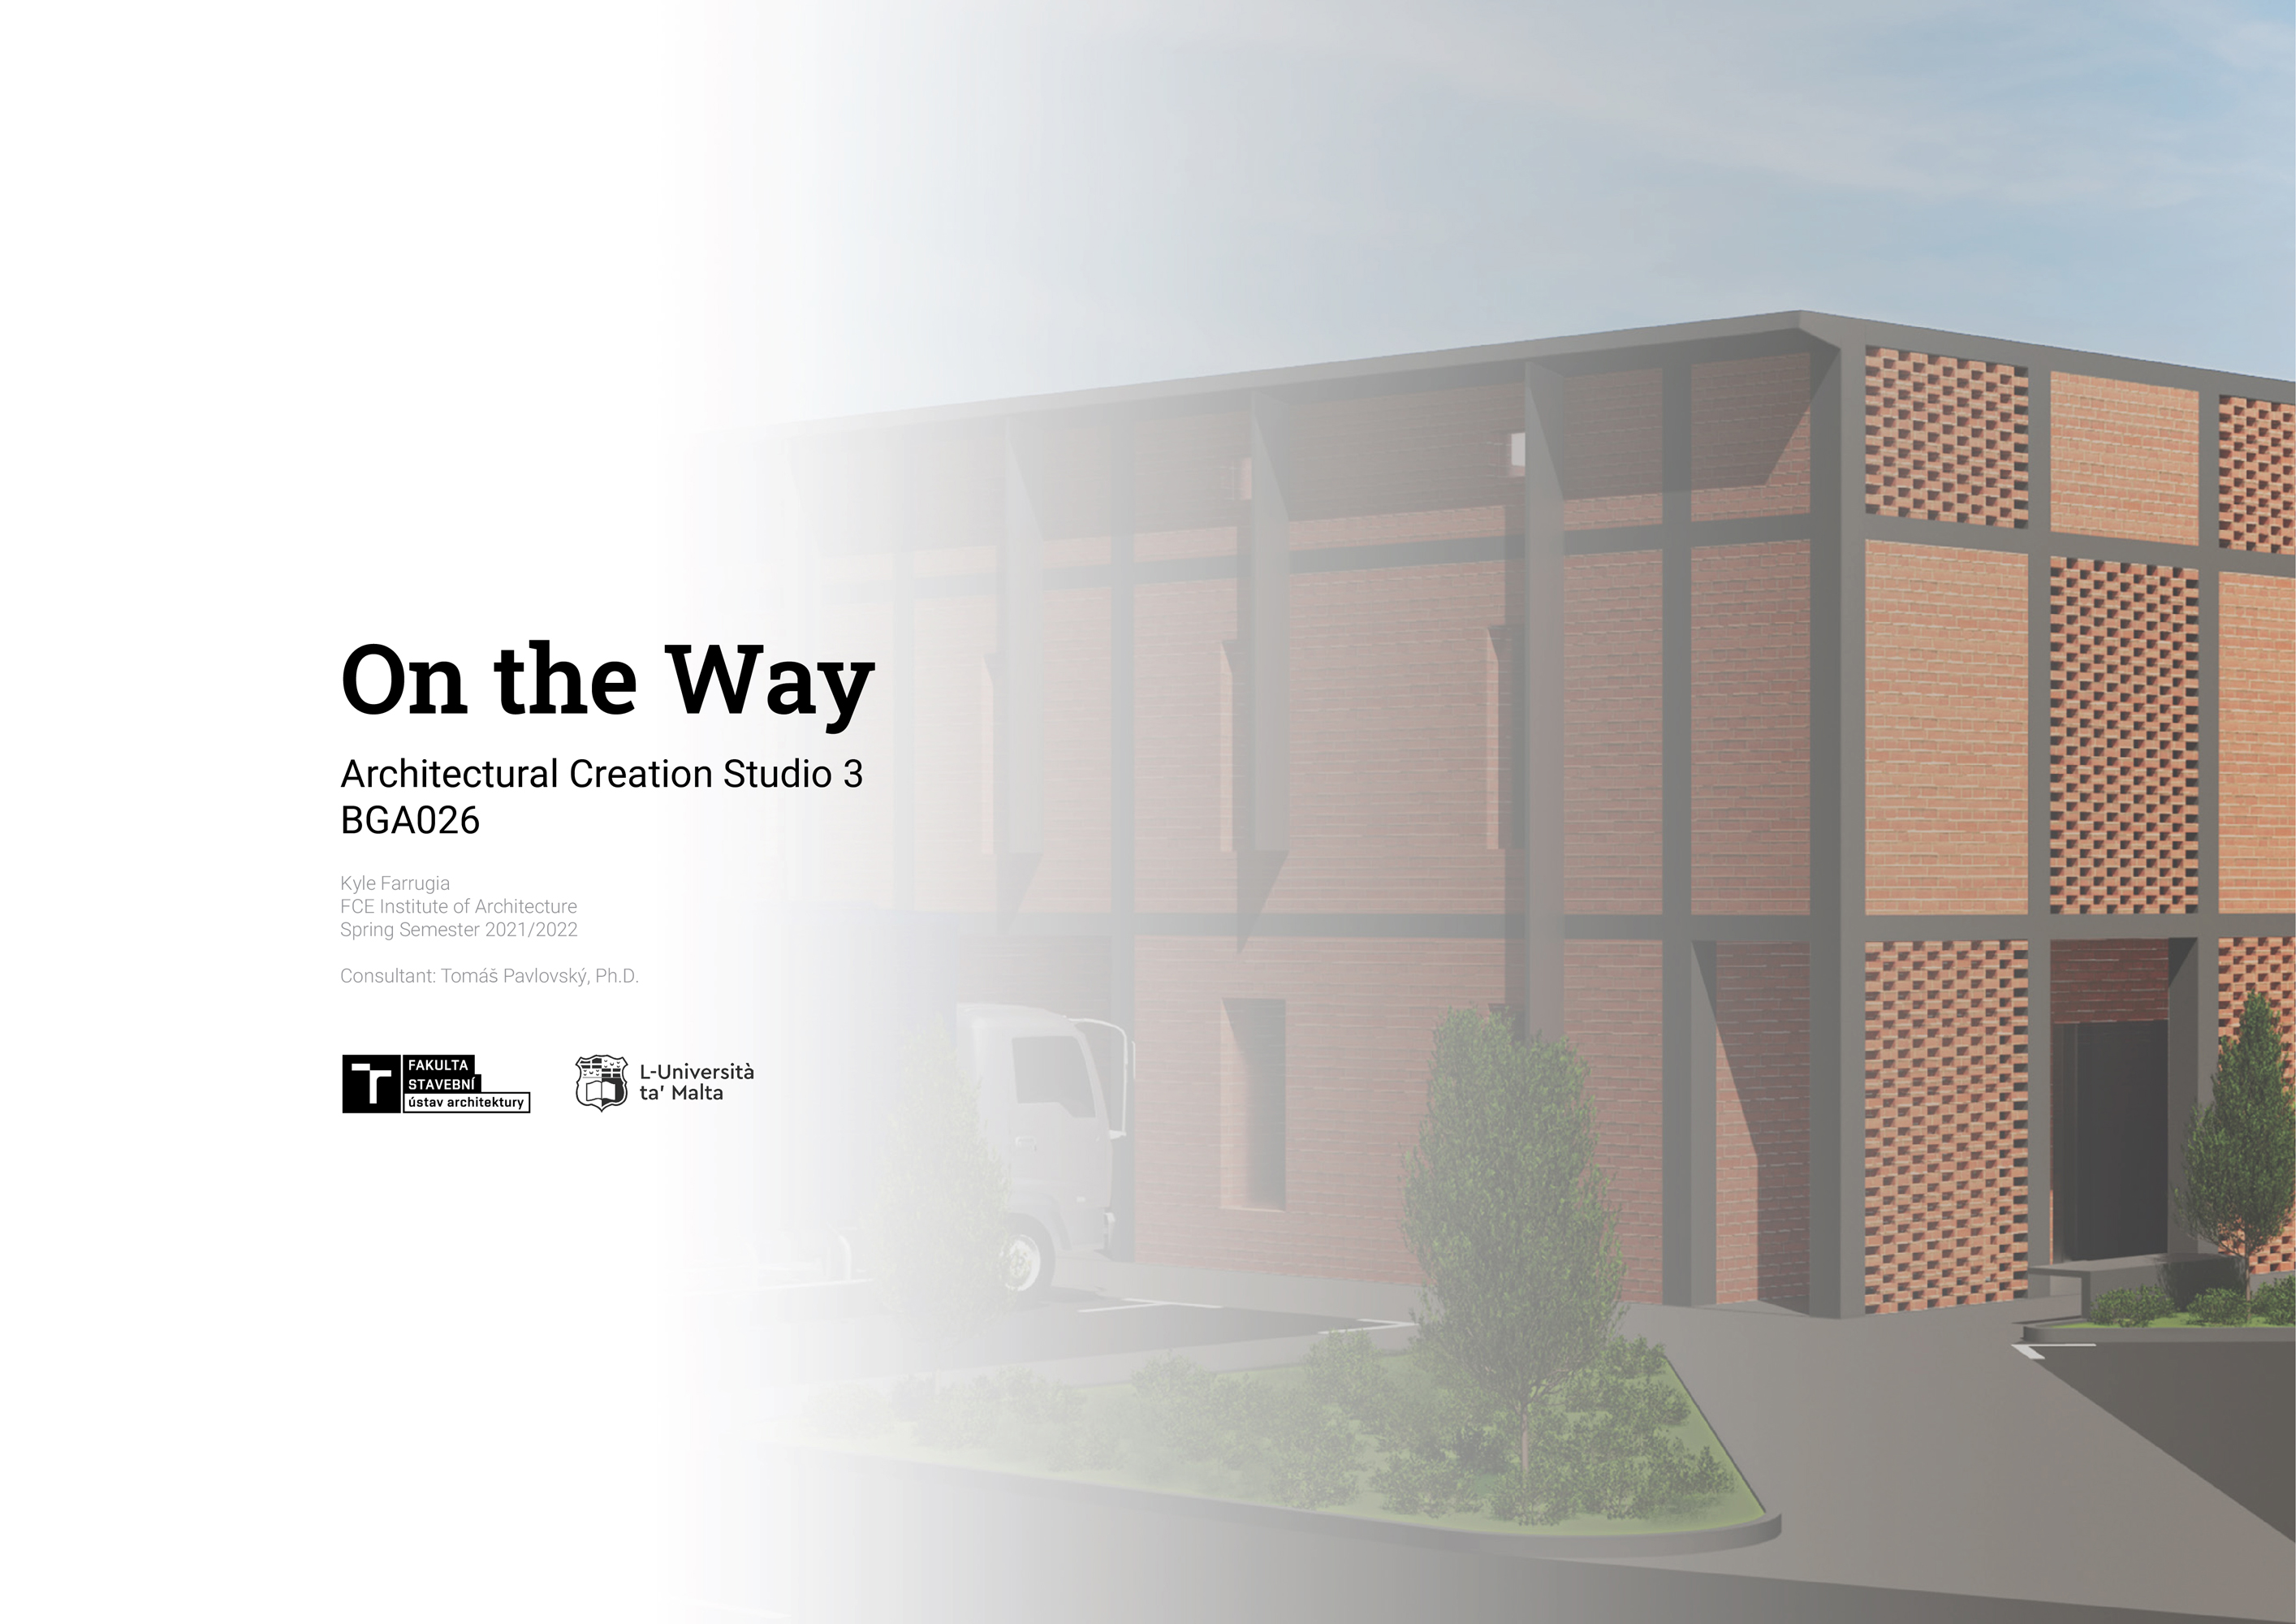 On the Way
Architectural Creation Studio 3
BGA026
Kyle Farrugia
FCE Institute of Architecture
Spring Semester 2021/2022
Consultant: Tomáš Pavlovský, Ph.D.
T
FAKULTA
STAVEBNÍ
ústav architektury
L-Università
ta' Malta